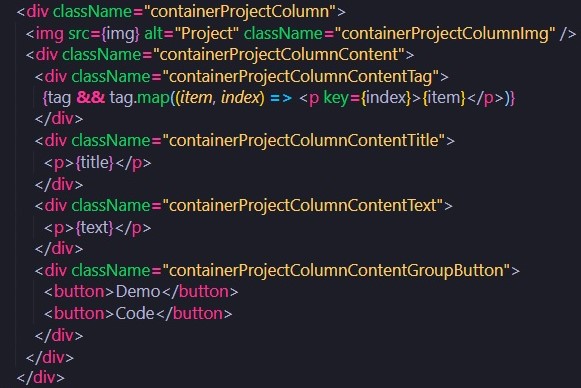 <div className="containerProjectColumn">
<img src={img} alt="Project" className="containerProjectColumnImg" />
<div className="containerProjectColumnContent">
<div className="containerProjectColumnContentTag">
{tag && tag.map((item, index) => <p key={index}>{item}</p>)}
</div>
<div className="containerProjectColumnContentTitle">
<p>{title}</p>
</div>
<div className="containerProjectColumnContentText">
<p>{text}</p>
</div>
<div className="containerProjectColumnContentGroupButton">
<button>Demo</button>
<button>Code</button>
</div>
</div>
</div>